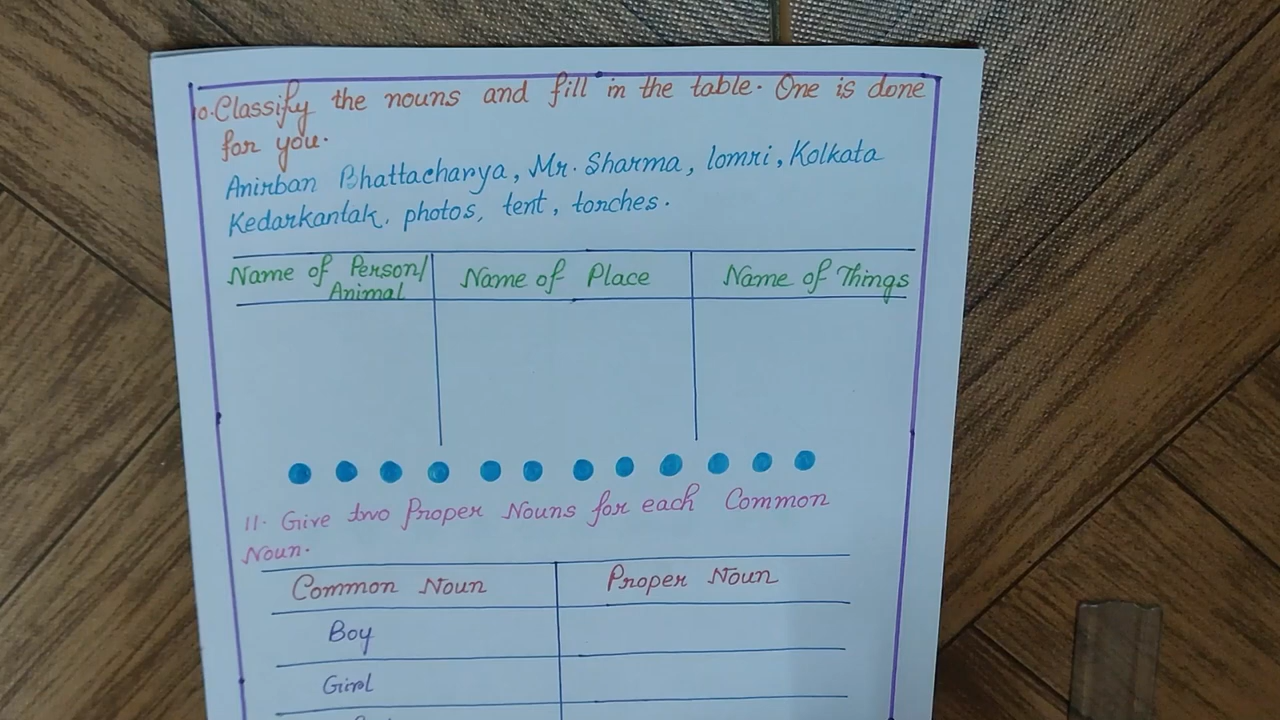 10. Classify the nouns and fill in the table. One is done
for you.
Anirban Bhattacharya, Mr. Sharma, lomri, Kolkata
Kedarkantak, photos, tent, torches.
Name of Person/ Animal
Name of Place
Name of Things
11. Give two Proper Nouns for each Common
Noun.
Common Noun
Proper Noun
Boy
Girl